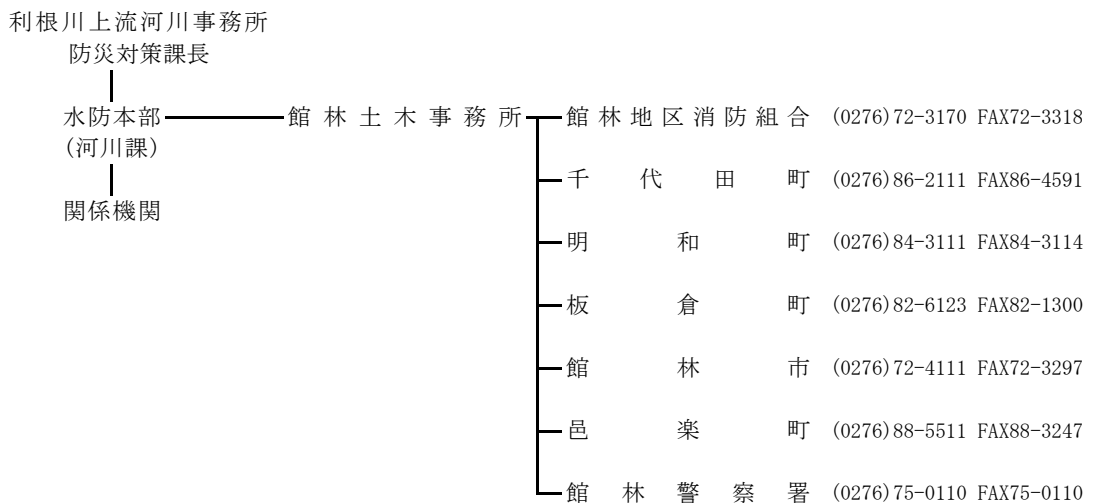 利根川上流河川事務所
防災対策課長
水防本部 館林土木事務所 館林地区消防組合 (0276)72-3170 FAX72-3318
(河川課)
千代田町 (0276)86-2111 FAX86-4591
関係機関
明和町 (0276)84-3111 FAX84-3114
板倉町 (0276)82-6123 FAX82-1300
館林市 (0276)72-4111 FAX72-3297
邑楽町 (0276)88-5511 FAX88-3247
館林警察署 (0276)75-0110 FAX75-0110